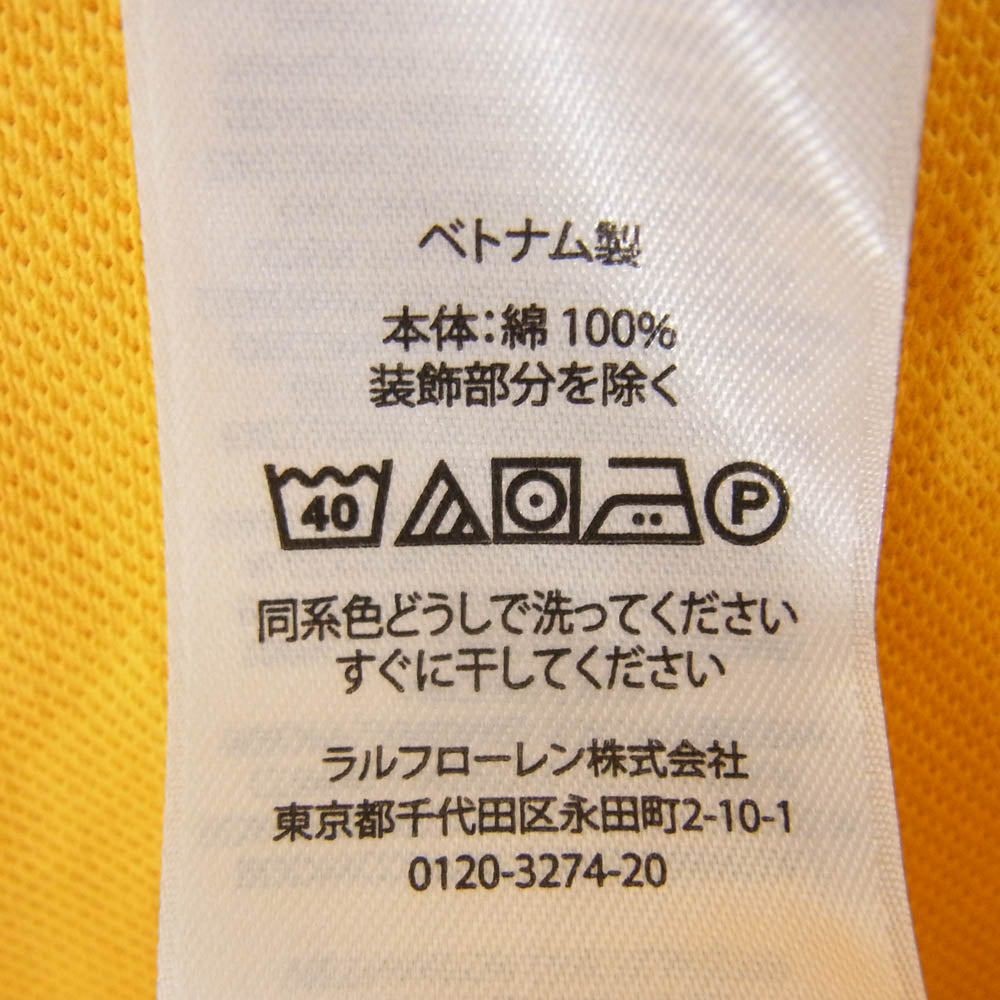 ベトナム製
本体：綿 100%
装飾部分を除く
40 P
同系色どうしで洗ってください
すぐに干してください
ラルフローレン株式会社
東京都千代田区永田町2-10-1
0120-3274-20